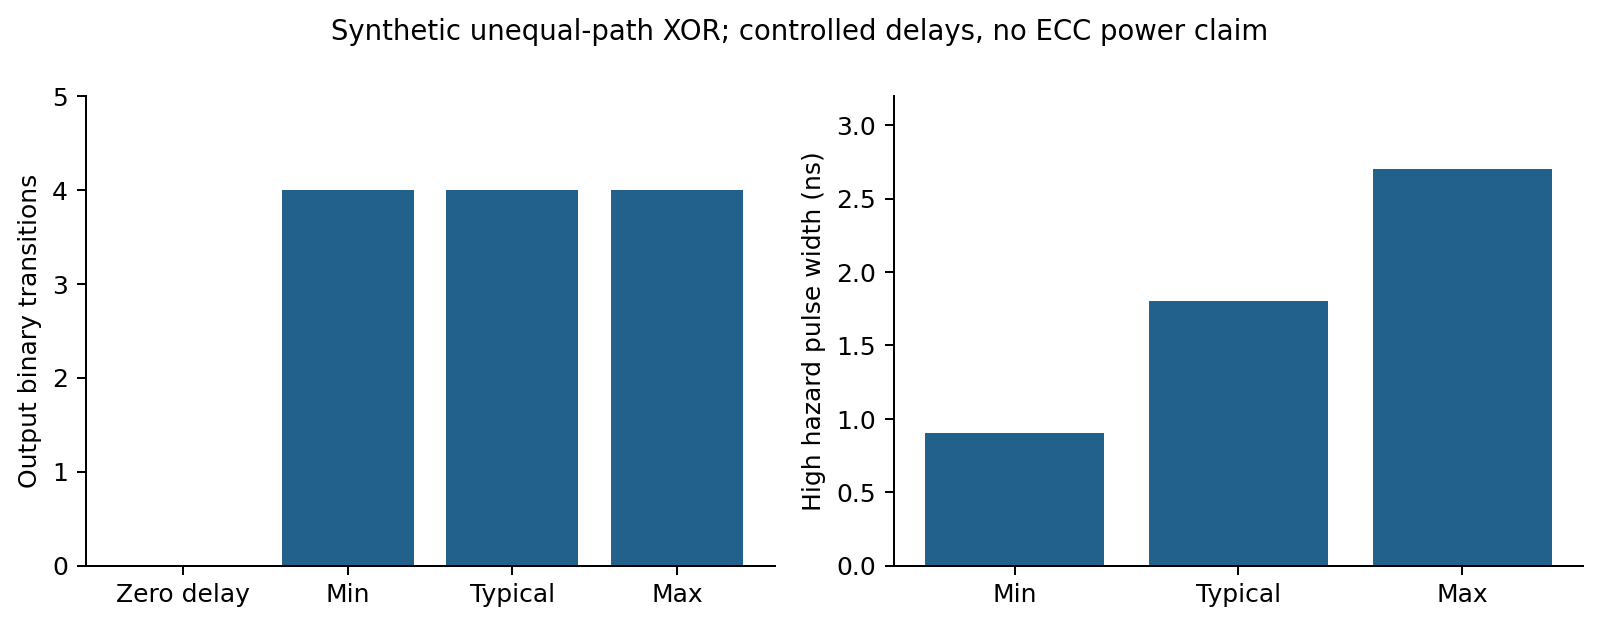 Synthetic unequal-path XOR; controlled delays, no ECC power claim
Output binary transitions
5
4
3
2
1
0
Zero delay
Min
Typical
Max
High hazard pulse width (ns)
3.0
2.5
2.0
1.5
1.0
0.5
0.0
Min
Typical
Max